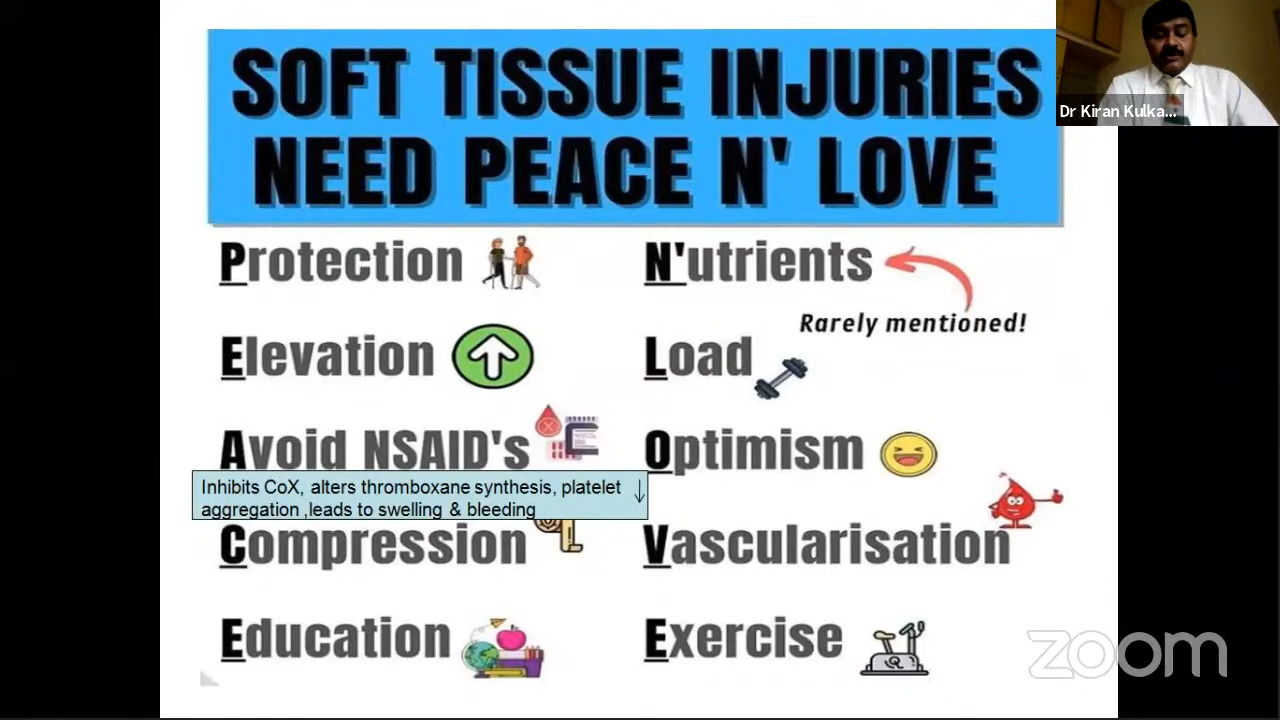 SOFT TISSUE INJURIES
NEED PEACE N' LOVE
Dr Kiran Kulka...
Protection
Elevation
Avoid NSAID's
Inhibits CoX, alters thromboxane synthesis, platelet ↓
aggregation ,leads to swelling & bleeding
Compression
Education
N'utrients
Rarely mentioned!
Load
Optimism
Vascularisation
Exercise
zoom